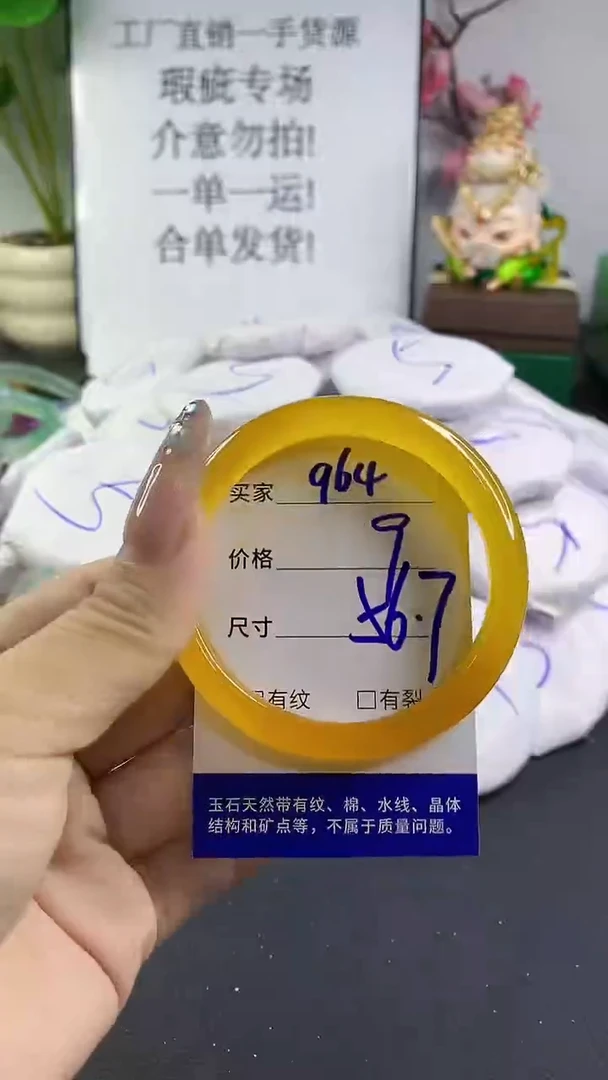 工厂直销一手货源
瑕疵专场
介意勿拍!
一单一运!
合单发货!
买家 964
价格 9
尺寸 56.7
有纹 □有裂
玉石天然带有纹、棉、水线、晶体
结构和矿点等，不属于质量问题。